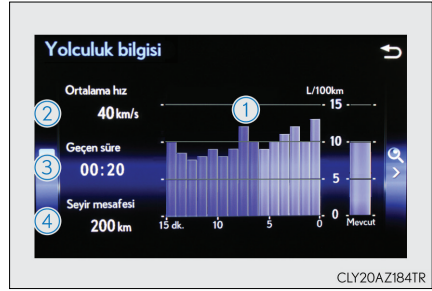 Yolculuk bilgisi
Ortalama hız
2
40 km/s
Geçen süre
3
00:20
Seyir mesafesi
4
200 km
1
L/100km
15
10
5
0
15 dk.
10
5
0
Mevcut
CLY20AZ184TR